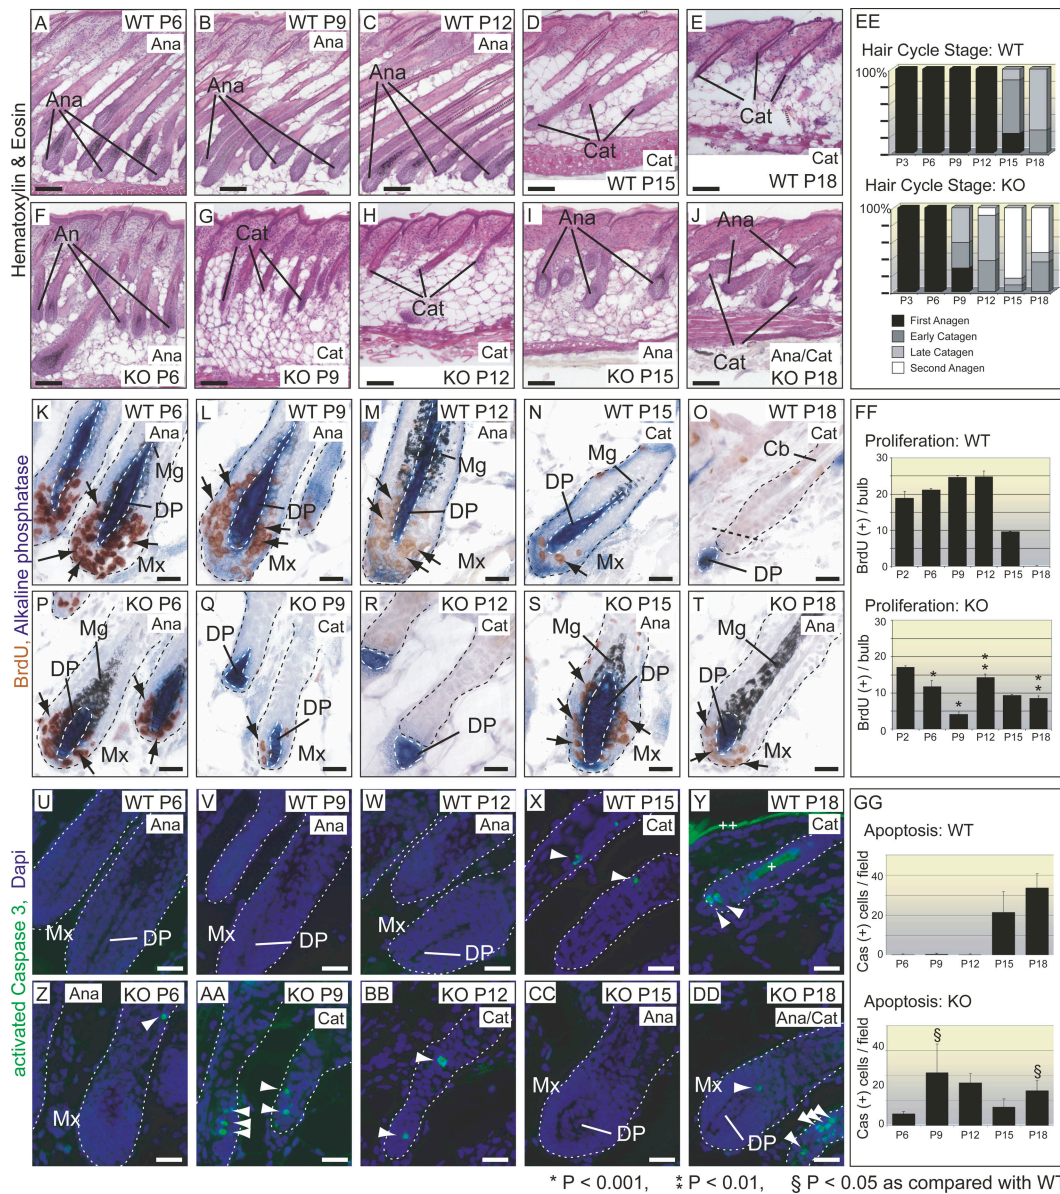 Hematoxylin & Eosin
A WT P6 Ana Ana
B WT P9 Ana Ana
C WT P12 Ana Ana
D Cat Cat WT P15
E Cat Cat WT P18
F An Ana KO P6
G Cat Cat KO P9
H Cat Cat KO P12
I Ana Ana KO P15
J Ana Cat Ana/Cat KO P18
EE
Hair Cycle Stage: WT
100%
P3 P6 P9 P12 P15 P18
Hair Cycle Stage: KO
100%
P3 P6 P9 P12 P15 P18
First Anagen
Early Catagen
Late Catagen
Second Anagen
BrdU, Alkaline phosphatase
K WT P6 Ana Mg DP Mx
L WT P9 Ana DP Mx
M WT P12 Ana Mg DP Mx
N WT P15 Cat Mg DP Mx
O WT P18 Cat Cb DP
P KO P6 Ana Mg DP Mx
Q KO P9 Cat DP DP Mx
R KO P12 Cat DP
S KO P15 Ana Mg DP Mx
T KO P18 Ana Mg DP Mx
FF
Proliferation: WT
BrdU (+) / bulb
30
20
10
0
P2 P6 P9 P12 P15 P18
Proliferation: KO
BrdU (+) / bulb
30
20
10
0
* * * * * *
P2 P6 P9 P12 P15 P18
activated Caspase 3, Dapi
U WT P6 Ana Mx DP
V WT P9 Ana Mx DP
W WT P12 Ana Mx DP
X WT P15 Cat
Y WT P18 Cat ++ +
Z Ana KO P6 Mx
AA KO P9 Cat
BB KO P12 Cat
CC KO P15 Ana Mx DP
DD KO P18 Ana/Cat Mx DP
GG
Apoptosis: WT
Cas (+) cells / field
40
20
0
P6 P9 P12 P15 P18
Apoptosis: KO
Cas (+) cells / field
40
20
0
§ §
P6 P9 P12 P15 P18
* P < 0.001, ** P < 0.01, § P < 0.05 as compared with WT